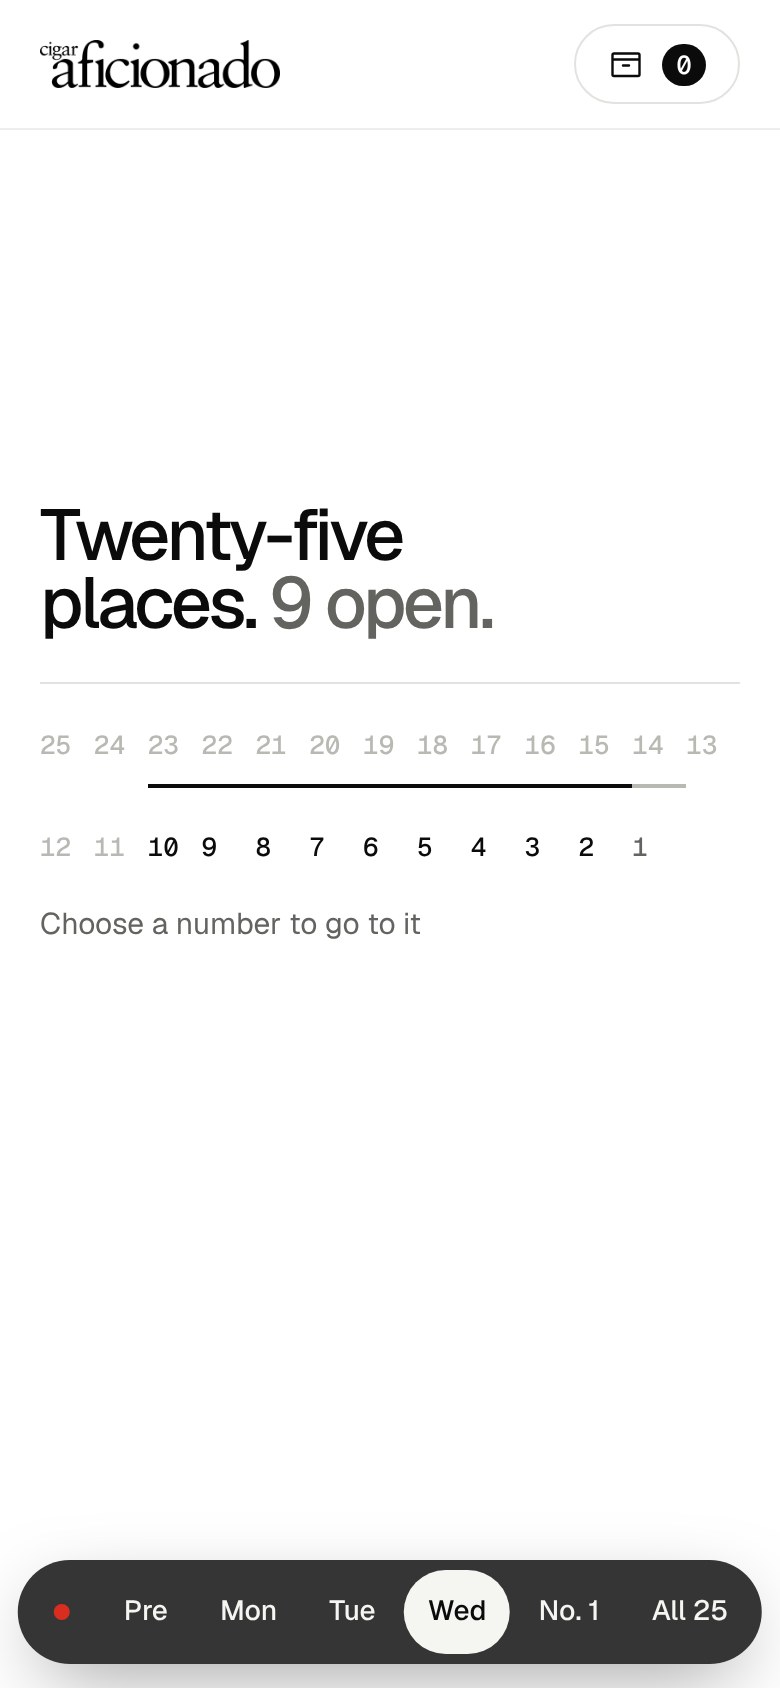 cigar
aficionado
0
Twenty-five
places. 9 open.
25 24 23 22 21 20 19 18 17 16 15 14 13
12 11 10 9 8 7 6 5 4 3 2 1
Choose a number to go to it
Pre Mon Tue Wed No. 1 All 25